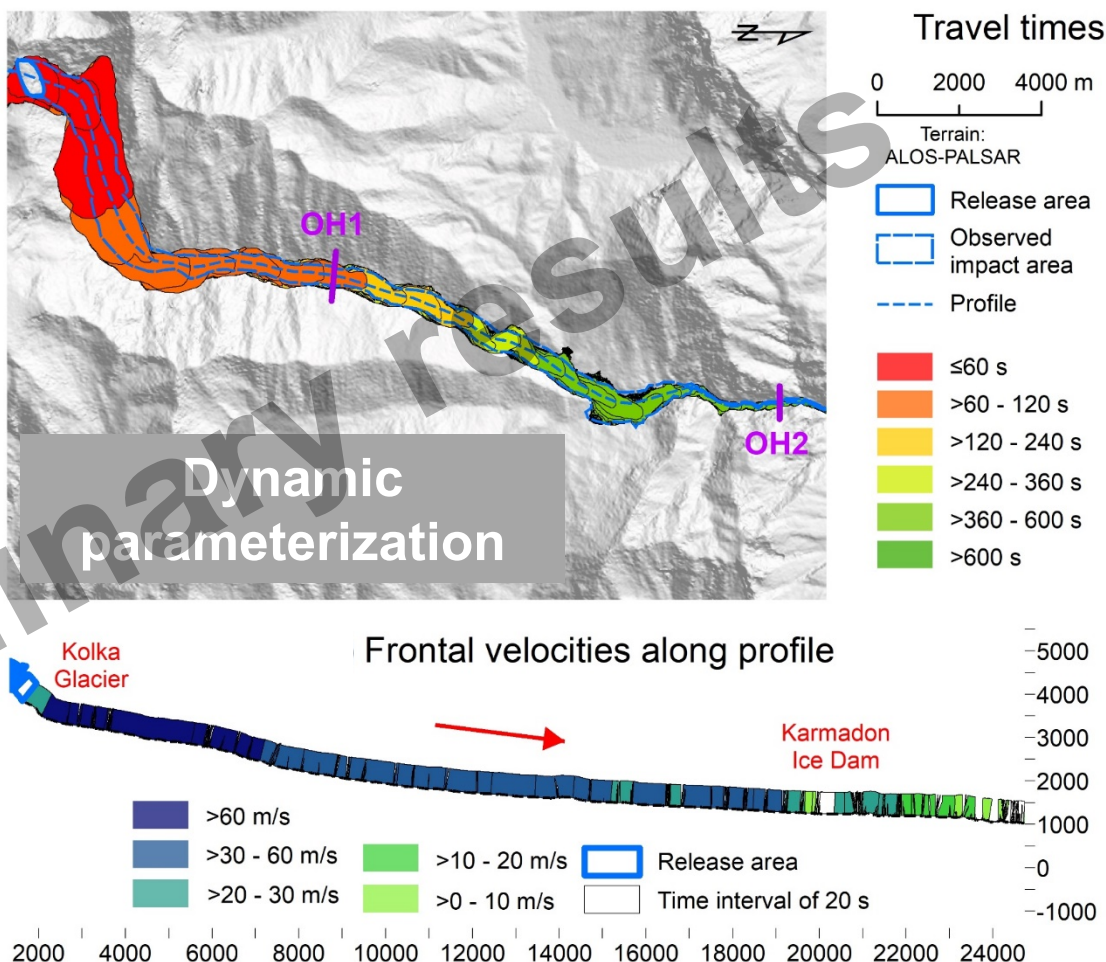 Travel times
N
0 2000 4000 m
Terrain:
ALOS-PALSAR
Release area
Observed
impact area
Profile
≤60 s
>60 - 120 s
>120 - 240 s
>240 - 360 s
>360 - 600 s
>600 s
OH1
OH2
Dynamic
parameterization
inary results
Frontal velocities along profile
Kolka
Glacier
Karmadon
Ice Dam
5000
4000
3000
2000
1000
0
-1000
>60 m/s
>30 - 60 m/s
>20 - 30 m/s
>10 - 20 m/s
>0 - 10 m/s
Release area
Time interval of 20 s
2000 4000 6000 8000 10000 12000 14000 16000 18000 20000 22000 24000